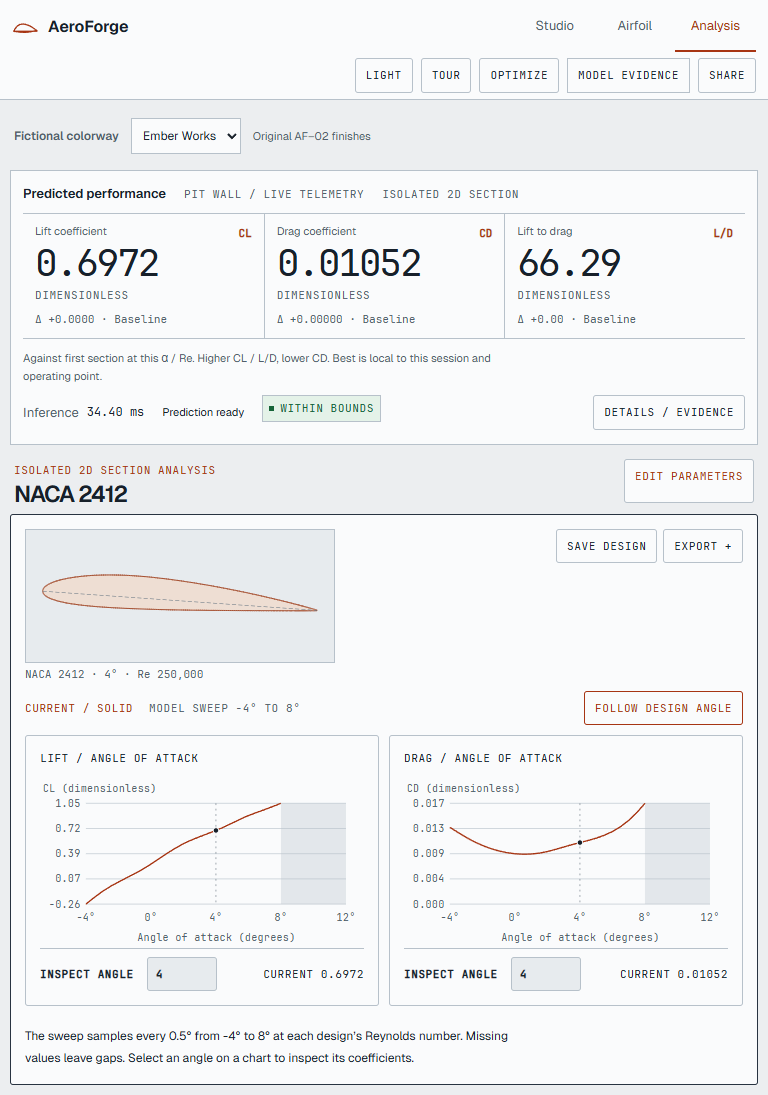 AeroForge
Studio Airfoil Analysis
LIGHT TOUR OPTIMIZE MODEL EVIDENCE SHARE
Fictional colorway Ember Works Original AF–02 finishes
Predicted performance PIT WALL / LIVE TELEMETRY ISOLATED 2D SECTION
Lift coefficient CL
0.6972
DIMENSIONLESS
Δ +0.0000 · Baseline
Drag coefficient CD
0.01052
DIMENSIONLESS
Δ +0.00000 · Baseline
Lift to drag L/D
66.29
DIMENSIONLESS
Δ +0.00 · Baseline
Against first section at this α / Re. Higher CL / L/D, lower CD. Best is local to this session and
operating point.
Inference 34.40 ms Prediction ready WITHIN BOUNDS DETAILS / EVIDENCE
ISOLATED 2D SECTION ANALYSIS
NACA 2412
EDIT PARAMETERS
SAVE DESIGN EXPORT +
NACA 2412 · 4° · Re 250,000
CURRENT / SOLID MODEL SWEEP -4° TO 8° FOLLOW DESIGN ANGLE
LIFT / ANGLE OF ATTACK
CL (dimensionless)
1.05
0.72
0.39
0.07
-0.26
-4° 0° 4° 8° 12°
Angle of attack (degrees)
INSPECT ANGLE 4 CURRENT 0.6972
DRAG / ANGLE OF ATTACK
CD (dimensionless)
0.017
0.013
0.009
0.004
0.000
-4° 0° 4° 8° 12°
Angle of attack (degrees)
INSPECT ANGLE 4 CURRENT 0.01052
The sweep samples every 0.5° from -4° to 8° at each design's Reynolds number. Missing
values leave gaps. Select an angle on a chart to inspect its coefficients.